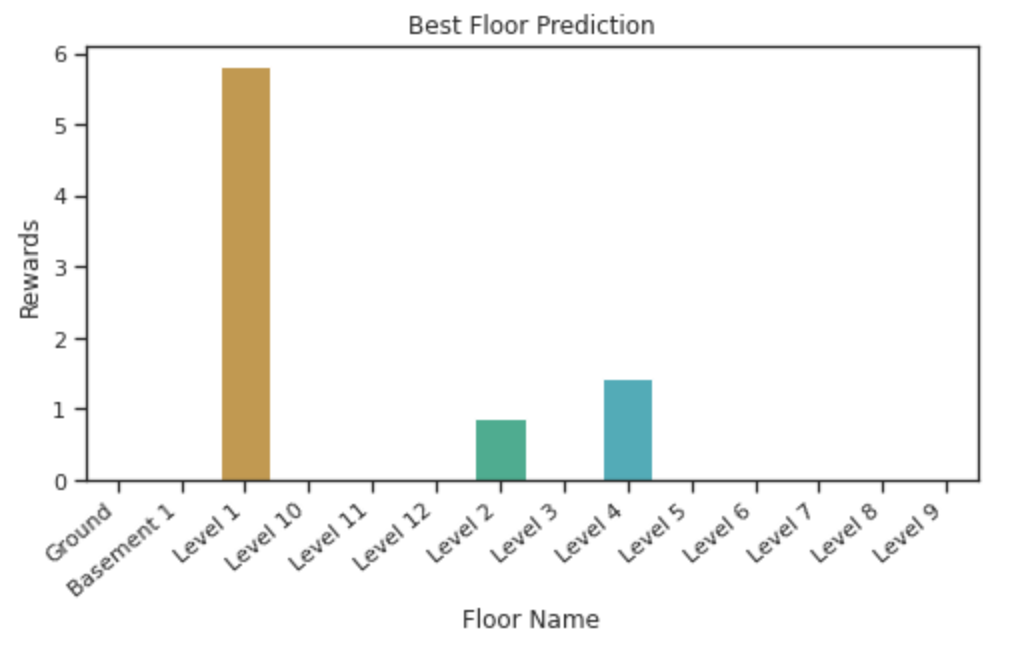 Best Floor Prediction
6
5
4
3
2
1
0
Rewards
Ground
Basement 1
Level 1
Level 10
Level 11
Level 12
Level 2
Level 3
Level 4
Level 5
Level 6
Level 7
Level 8
Level 9
Floor Name